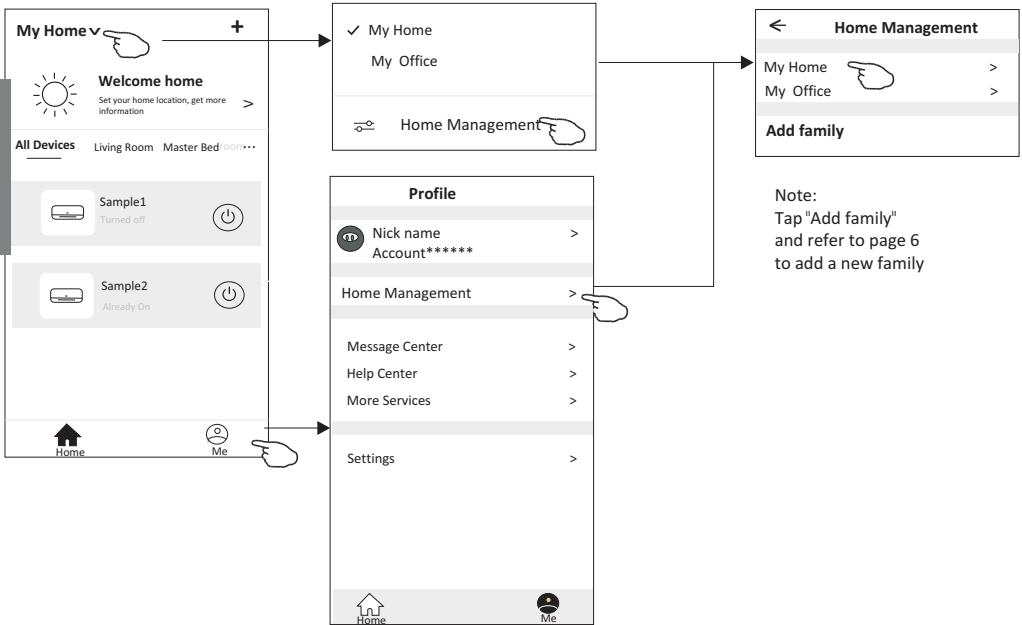 My Home
+
Welcome home
Set your home location, get more
information
>
All Devices Living Room Master Bedroom ...
Sample1
Turned off
Sample2
Already On
Home Me
✓ My Home
My Office
Home Management
Profile
Nick name >
Account******
Home Management >
Message Center >
Help Center >
More Services >
Settings >
Home Me
← Home Management
My Home >
My Office >
Add family
Note:
Tap "Add family"
and refer to page 6
to add a new family